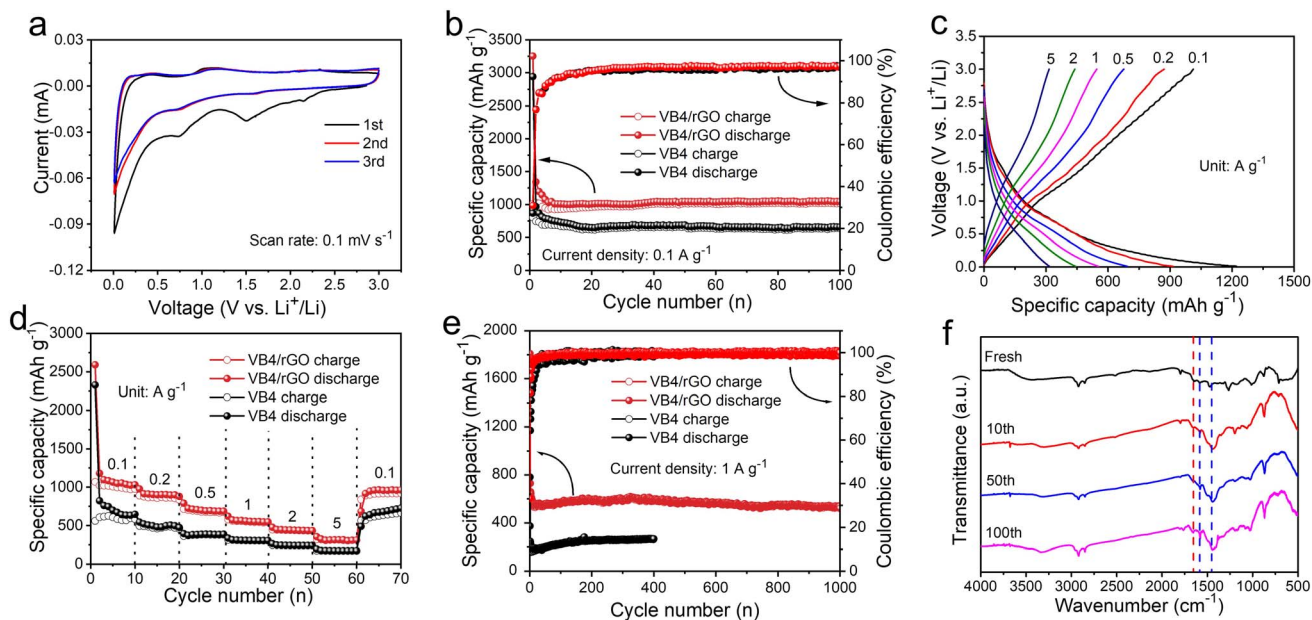 a
0.03
0.00
-0.03
-0.06
-0.09
-0.12
Current (mA)
1st
2nd
3rd
Scan rate: 0.1 mV s⁻¹
0.0 0.5 1.0 1.5 2.0 2.5 3.0
Voltage (V vs. Li⁺/Li)
b
3500
3000
2500
2000
1500
1000
500
0
Specific capacity (mAh g⁻¹)
VB4/rGO charge
VB4/rGO discharge
VB4 charge
VB4 discharge
Current density: 0.1 A g⁻¹
100
80
60
40
20
0
Coulombic efficiency (%)
0 20 40 60 80 100
Cycle number (n)
c
3.5
3.0
2.5
2.0
1.5
1.0
0.5
0.0
Voltage (V vs. Li⁺/Li)
5 2 1 0.5 0.2 0.1
Unit: A g⁻¹
0 300 600 900 1200 1500
Specific capacity (mAh g⁻¹)
d
3000
2500
2000
1500
1000
500
0
Specific capacity (mAh g⁻¹)
VB4/rGO charge
VB4/rGO discharge
VB4 charge
VB4 discharge
Unit: A g⁻¹
0.1 0.2 0.5 1 2 5 0.1
0 10 20 30 40 50 60 70
Cycle number (n)
e
2000
1800
1600
1400
1200
1000
800
600
400
200
0
Specific capacity (mAh g⁻¹)
VB4/rGO charge
VB4/rGO discharge
VB4 charge
VB4 discharge
Current density: 1 A g⁻¹
100
80
60
40
20
0
Coulombic efficiency (%)
0 200 400 600 800 1000
Cycle number (n)
f
Transmittance (a.u.)
Fresh
10th
50th
100th
4000 3500 3000 2500 2000 1500 1000 500
Wavenumber (cm⁻¹)